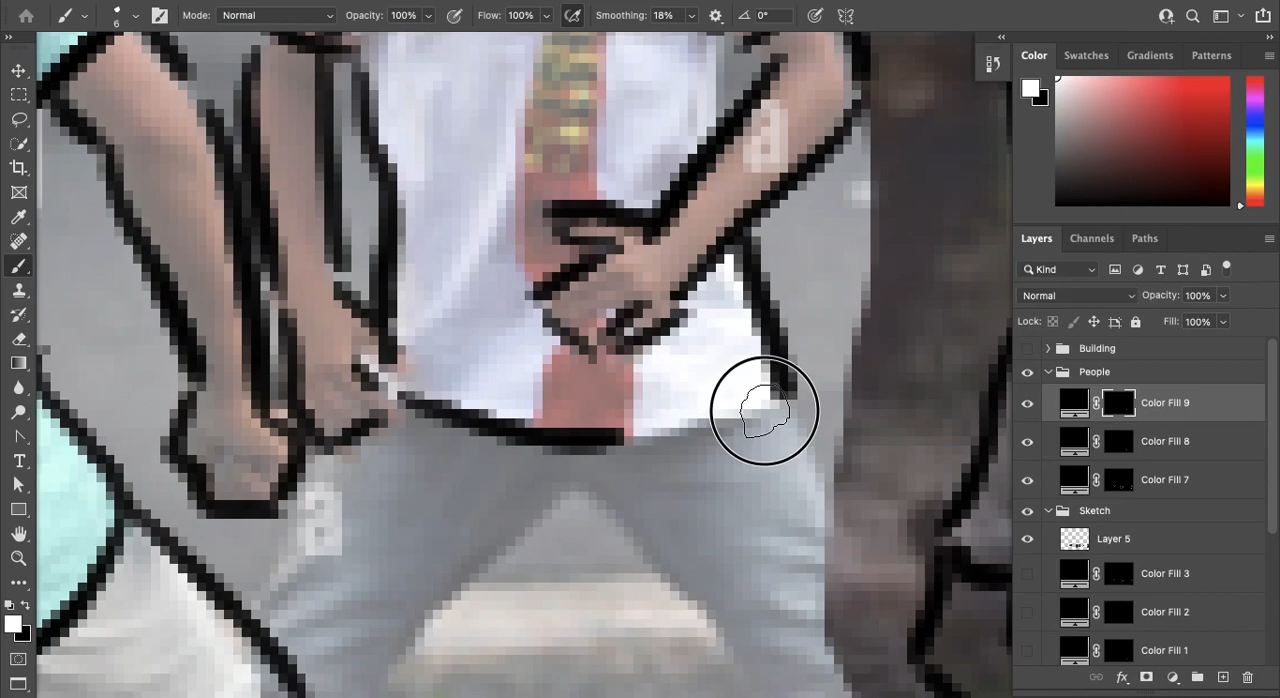 6 Mode: Normal Opacity: 100% Flow: 100% Smoothing: 18% 0°
Color Swatches Gradients Patterns
Layers Channels Paths
Kind
Normal Opacity: 100%
Lock: Fill: 100%
Building
People
Color Fill 9
Color Fill 8
Color Fill 7
Sketch
Layer 5
Color Fill 3
Color Fill 2
Color Fill 1
a
a